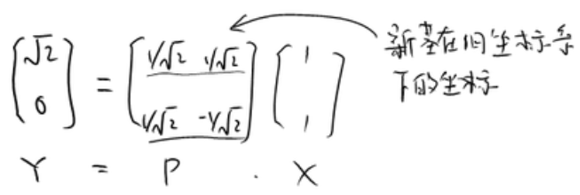 [√2 0] = [1/√2 1/√2 1/√2 -1/√2] [1 1]
新基在旧坐标系
下的坐标
Y = P . X